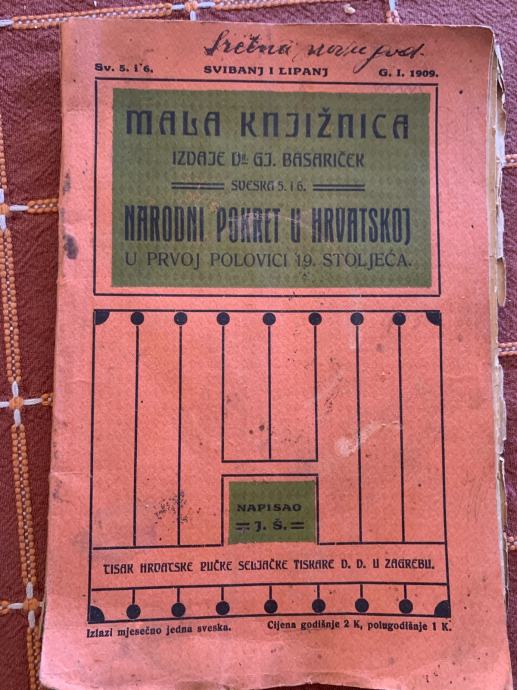 Sretna nova god.
Sv. 5. i 6. SVIBANJ I LIPANJ G. I. 1909.
MALA KNJIŽNICA
IZDAJE DR. GJ. BASARIČEK
SVESKA 5. i 6.
NARODNI POKRET U HRVATSKOJ
U PRVOJ POLOVICI 19. STOLJEĆA.
NAPISAO
J. Š.
TISAK HRVATSKE PUČKE SELJAČKE TISKARE D. D. U ZAGREBU.
Izlazi mjesečno jedna sveska. Cijena godišnje 2 K, polugodišnje 1 K.